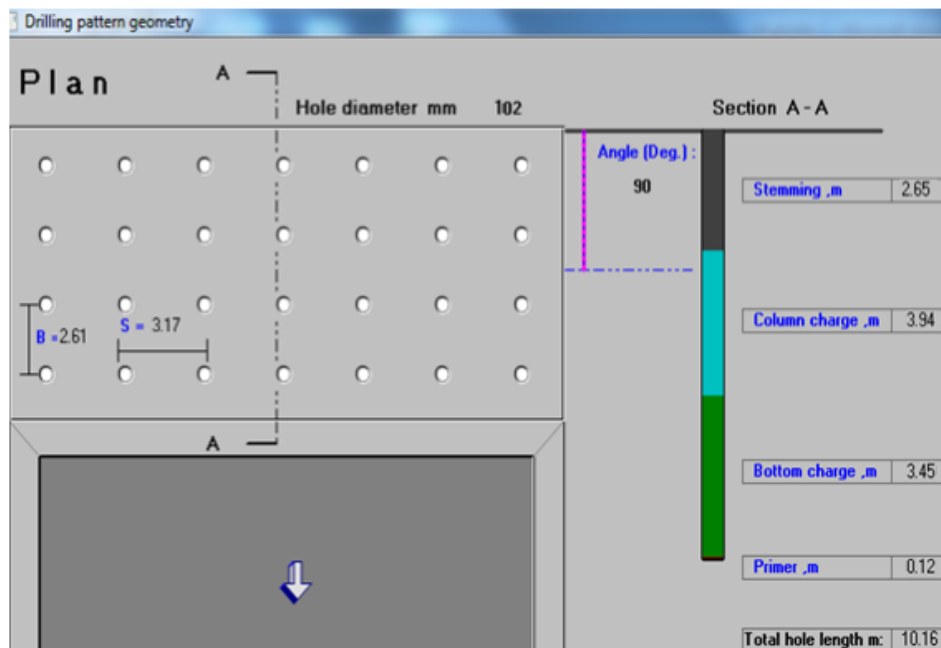 Drilling pattern geometry
Plan
A
Hole diameter mm 102
Section A - A
Angle (Deg.) :
90
Stemming ,m 2.65
S = 3.17
B =2.61
Column charge ,m 3.94
A
Bottom charge ,m 3.45
Primer ,m 0.12
Total hole length m: 10.16